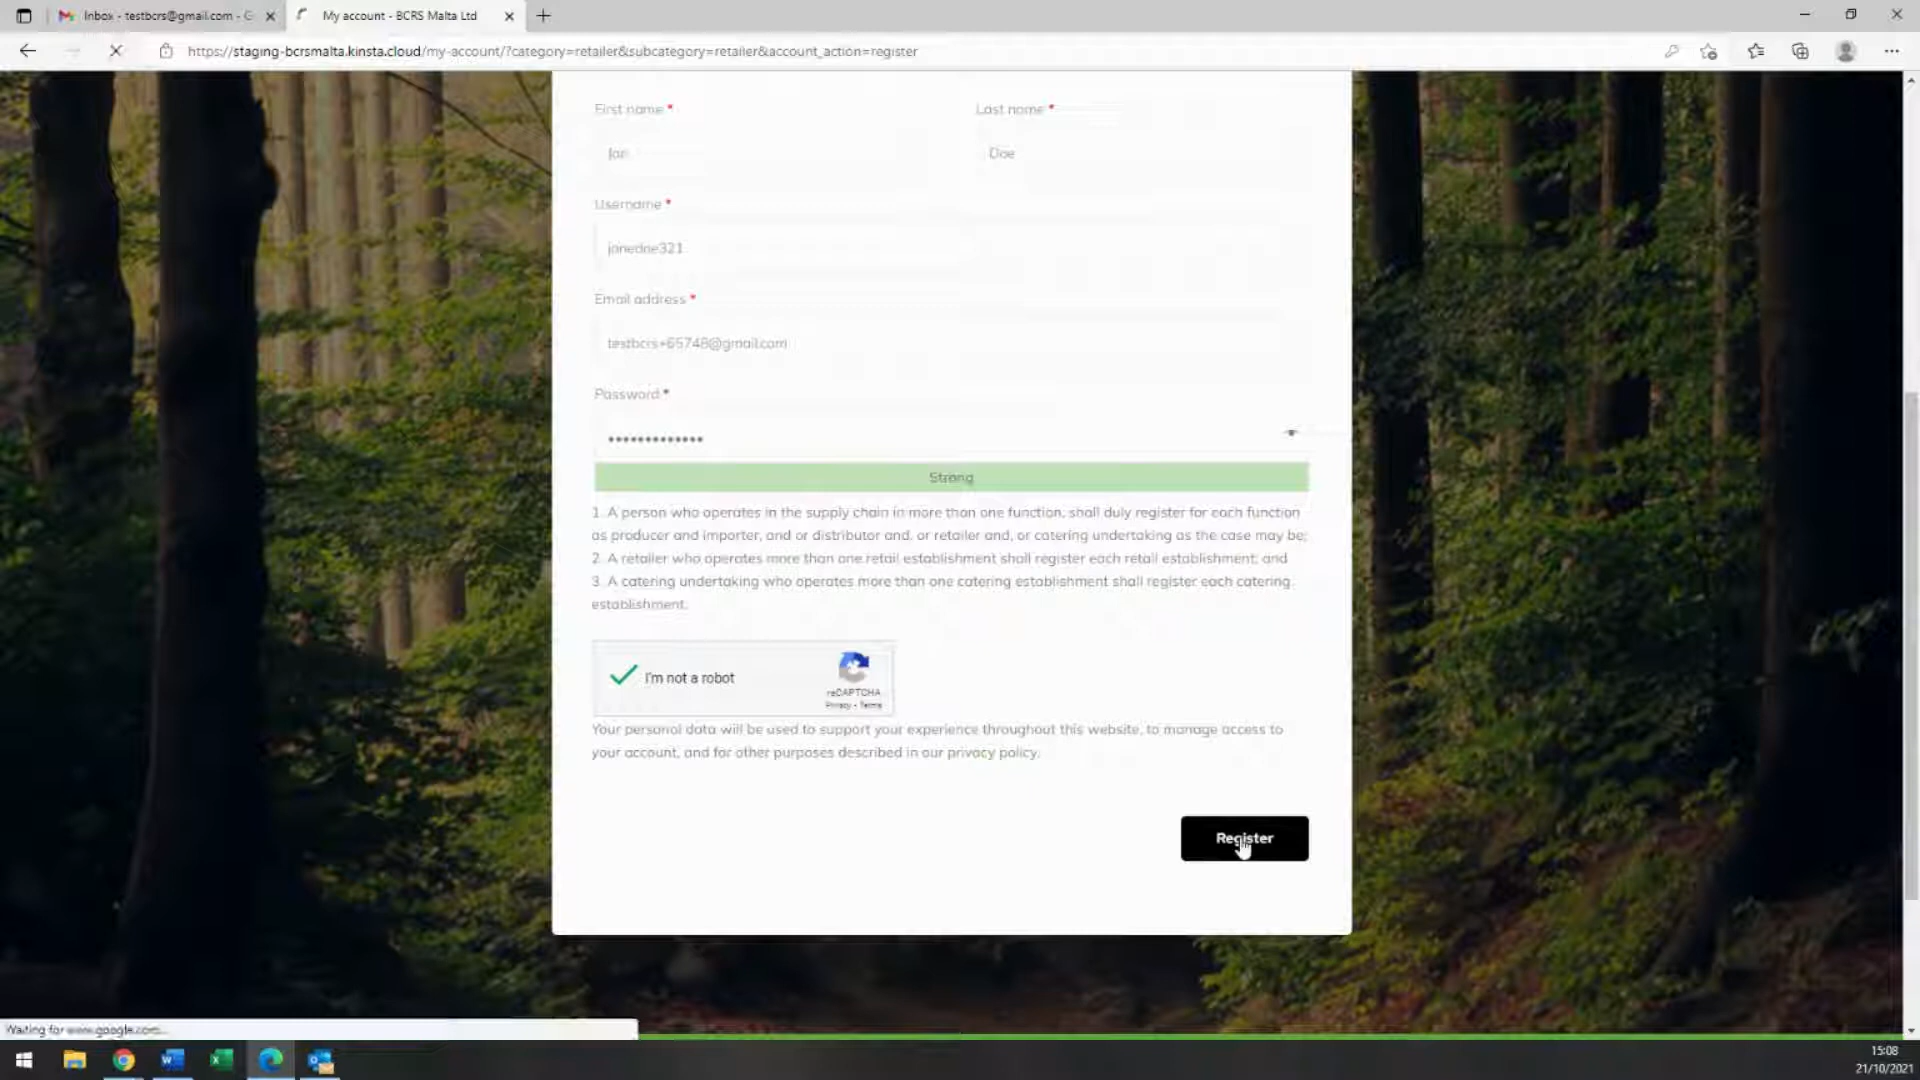 Inbox - testbcrs@gmail.com - G
My account - BCRS Malta Ltd
https://staging-bcrsmalta.kinsta.cloud/my-account/?category=retailer&subcategory=retailer&account_action=register
First name *
Last name *
Jan
Doe
Username *
janedoe321
Email address *
testbcrs+65748@gmail.com
Password *
•••••••••••••
Strong
1. A person who operates in the supply chain in more than one function, shall duly register for each function
as producer and importer, and or distributor and, or retailer and, or catering undertaking as the case may be;
2. A retailer who operates more than one retail establishment shall register each retail establishment; and
3. A catering undertaking who operates more than one catering establishment shall register each catering
establishment.
I'm not a robot
reCAPTCHA
Privacy - Terms
Your personal data will be used to support your experience throughout this website, to manage access to
your account, and for other purposes described in our privacy policy.
Register
Waiting for www.google.com...
15:08
21/10/2021